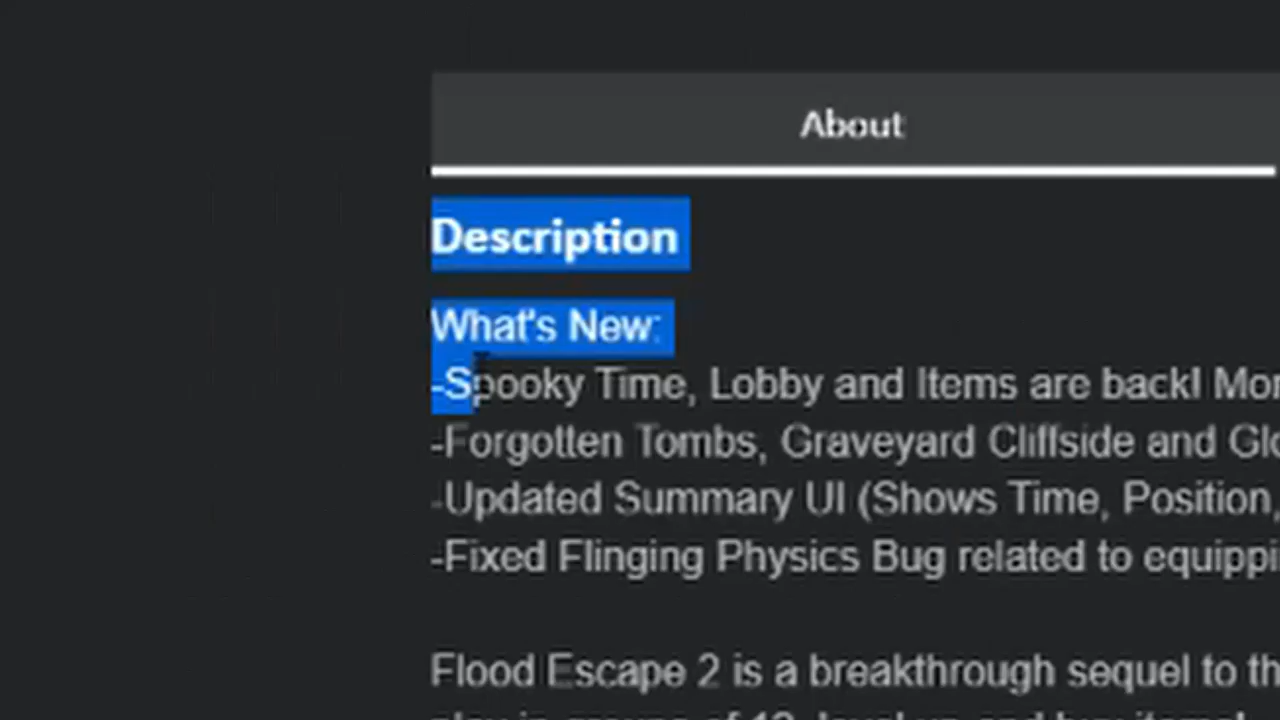 About
Description
What's New:
-Spooky Time, Lobby and Items are back! Mor
-Forgotten Tombs, Graveyard Cliffside and Glo
-Updated Summary UI (Shows Time, Position,
-Fixed Flinging Physics Bug related to equippi
Flood Escape 2 is a breakthrough sequel to th